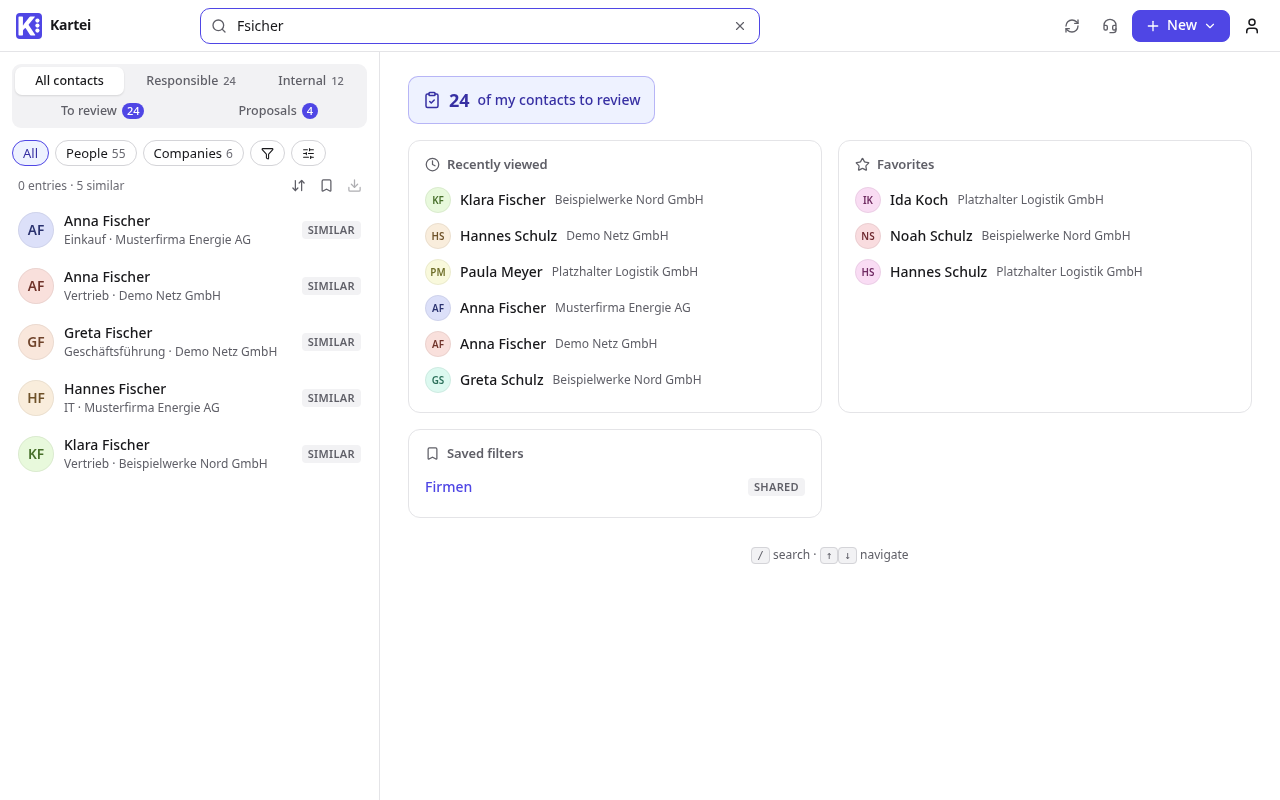 Kartei
Fsicher
New
All contacts
Responsible 24
Internal 12
To review 24
Proposals 4
All
People 55
Companies 6
0 entries · 5 similar
AF
Anna Fischer
Einkauf · Musterfirma Energie AG
SIMILAR
AF
Anna Fischer
Vertrieb · Demo Netz GmbH
SIMILAR
GF
Greta Fischer
Geschäftsführung · Demo Netz GmbH
SIMILAR
HF
Hannes Fischer
IT · Musterfirma Energie AG
SIMILAR
KF
Klara Fischer
Vertrieb · Beispielwerke Nord GmbH
SIMILAR
24 of my contacts to review
Recently viewed
KF Klara Fischer Beispielwerke Nord GmbH
HS Hannes Schulz Demo Netz GmbH
PM Paula Meyer Platzhalter Logistik GmbH
AF Anna Fischer Musterfirma Energie AG
AF Anna Fischer Demo Netz GmbH
GS Greta Schulz Beispielwerke Nord GmbH
Favorites
IK Ida Koch Platzhalter Logistik GmbH
NS Noah Schulz Beispielwerke Nord GmbH
HS Hannes Schulz Platzhalter Logistik GmbH
Saved filters
Firmen SHARED
/ search · ↑ ↓ navigate